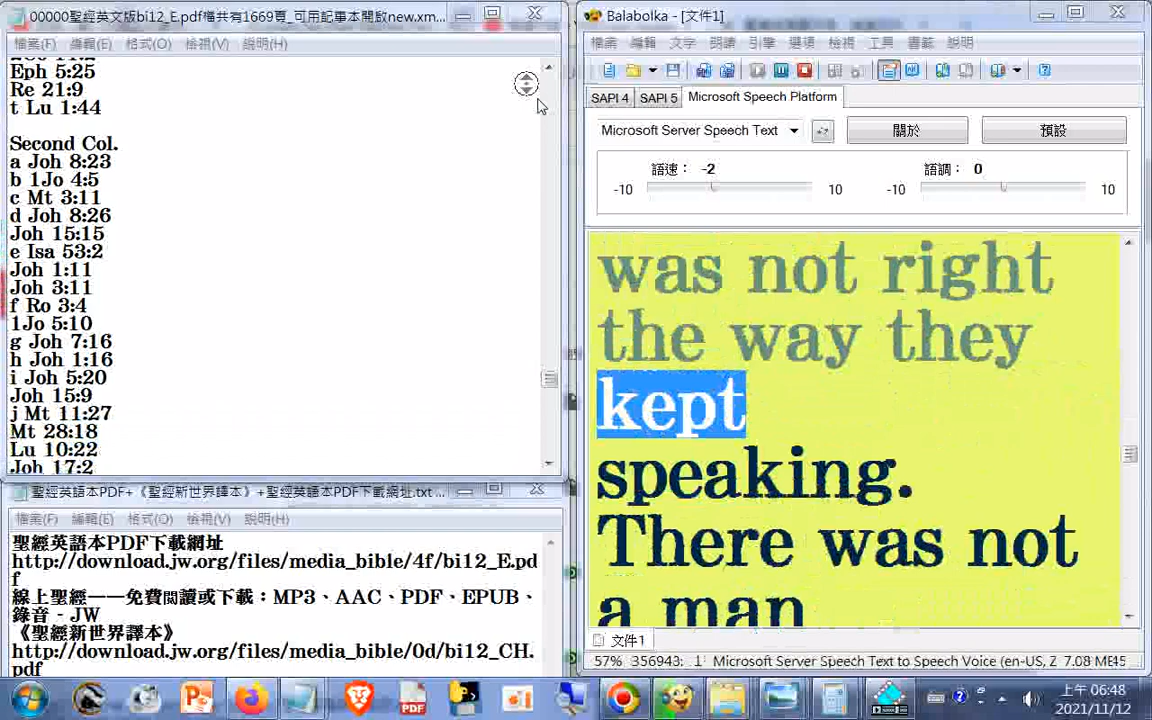 00000聖經英文版bi12_E.pdf檔共有1669頁_可用記事本開啟new.xm...
檔案(F) 編輯(E) 格式(O) 檢視(V) 說明(H)
Eph 5:25
Re 21:9
t Lu 1:44
Second Col.
a Joh 8:23
b 1Jo 4:5
c Mt 3:11
d Joh 8:26
Joh 15:15
e Isa 53:2
Joh 1:11
Joh 3:11
f Ro 3:4
1Jo 5:10
g Joh 7:16
h Joh 1:16
i Joh 5:20
Joh 15:9
j Mt 11:27
Mt 28:18
Lu 10:22
Joh 17:2
聖經英語本PDF+《聖經新世界譯本》+聖經英語本PDF下載網址.txt ...
檔案(F) 編輯(E) 格式(O) 檢視(V) 說明(H)
聖經英語本PDF下載網址
http://download.jw.org/files/media_bible/4f/bi12_E.pd
f
線上聖經——免費閱讀或下載：MP3、AAC、PDF、EPUB、
錄音 - JW
《聖經新世界譯本》
http://download.jw.org/files/media_bible/0d/bi12_CH.
pdf
Balabolka - [文件1]
檔案 編輯 文字 朗讀 引擎 選項 檢視 工具 書籤 說明
SAPI 4 SAPI 5 Microsoft Speech Platform
Microsoft Server Speech Text 關於 預設
語速： -2 語調： 0
-10 10 -10 10
was not right
the way they
kept
speaking.
There was not
a man
文件1
57% 356943: 1 Microsoft Server Speech Text to Speech Voice (en-US, Z 7.08 ME45
上午 06:48
2021/11/12